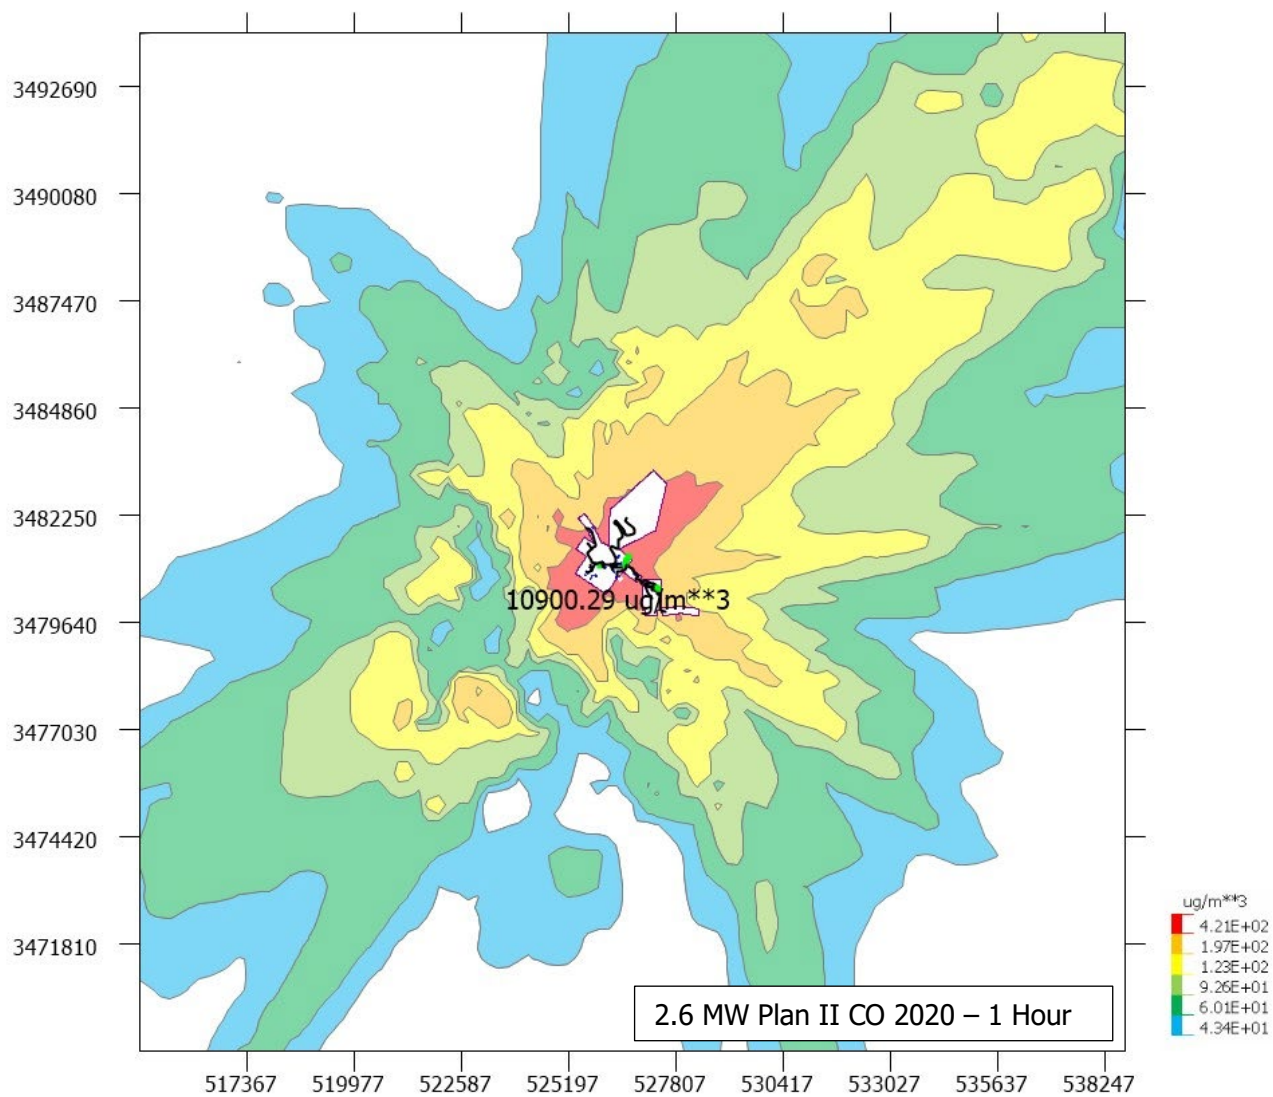 3492690
3490080
3487470
3484860
3482250
10900.29 ug/m**3
3479640
3477030
3474420
3471810
ug/m**3
4.21E+02
1.97E+02
1.23E+02
9.26E+01
6.01E+01
4.34E+01
2.6 MW Plan II CO 2020 – 1 Hour
517367 519977 522587 525197 527807 530417 533027 535637 538247